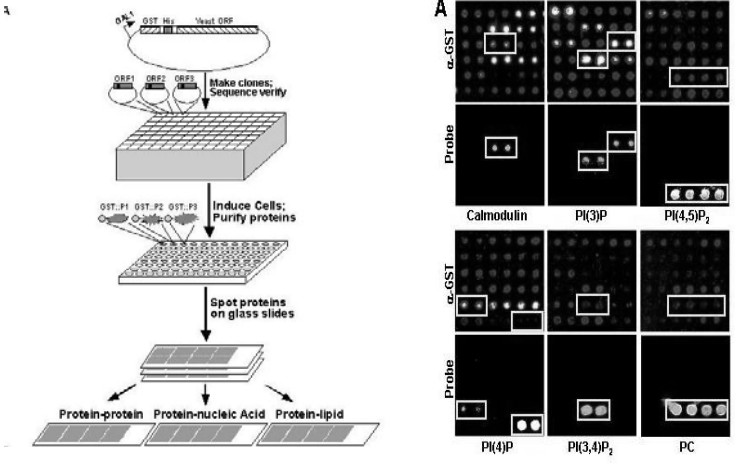 A
GAL1
GST His Yeast ORF
ORF1 ORF2 ORF3
Make clones;
Sequence verify
GST::P1 GST::P2 GST::P3
Induce Cells;
Purify proteins
Spot proteins
on glass slides
Protein-protein Protein-nucleic Acid Protein-lipid
A
α-GST
Probe
Calmodulin PI(3)P PI(4,5)P₂
α-GST
Probe
PI(4)P PI(3,4)P₂ PC